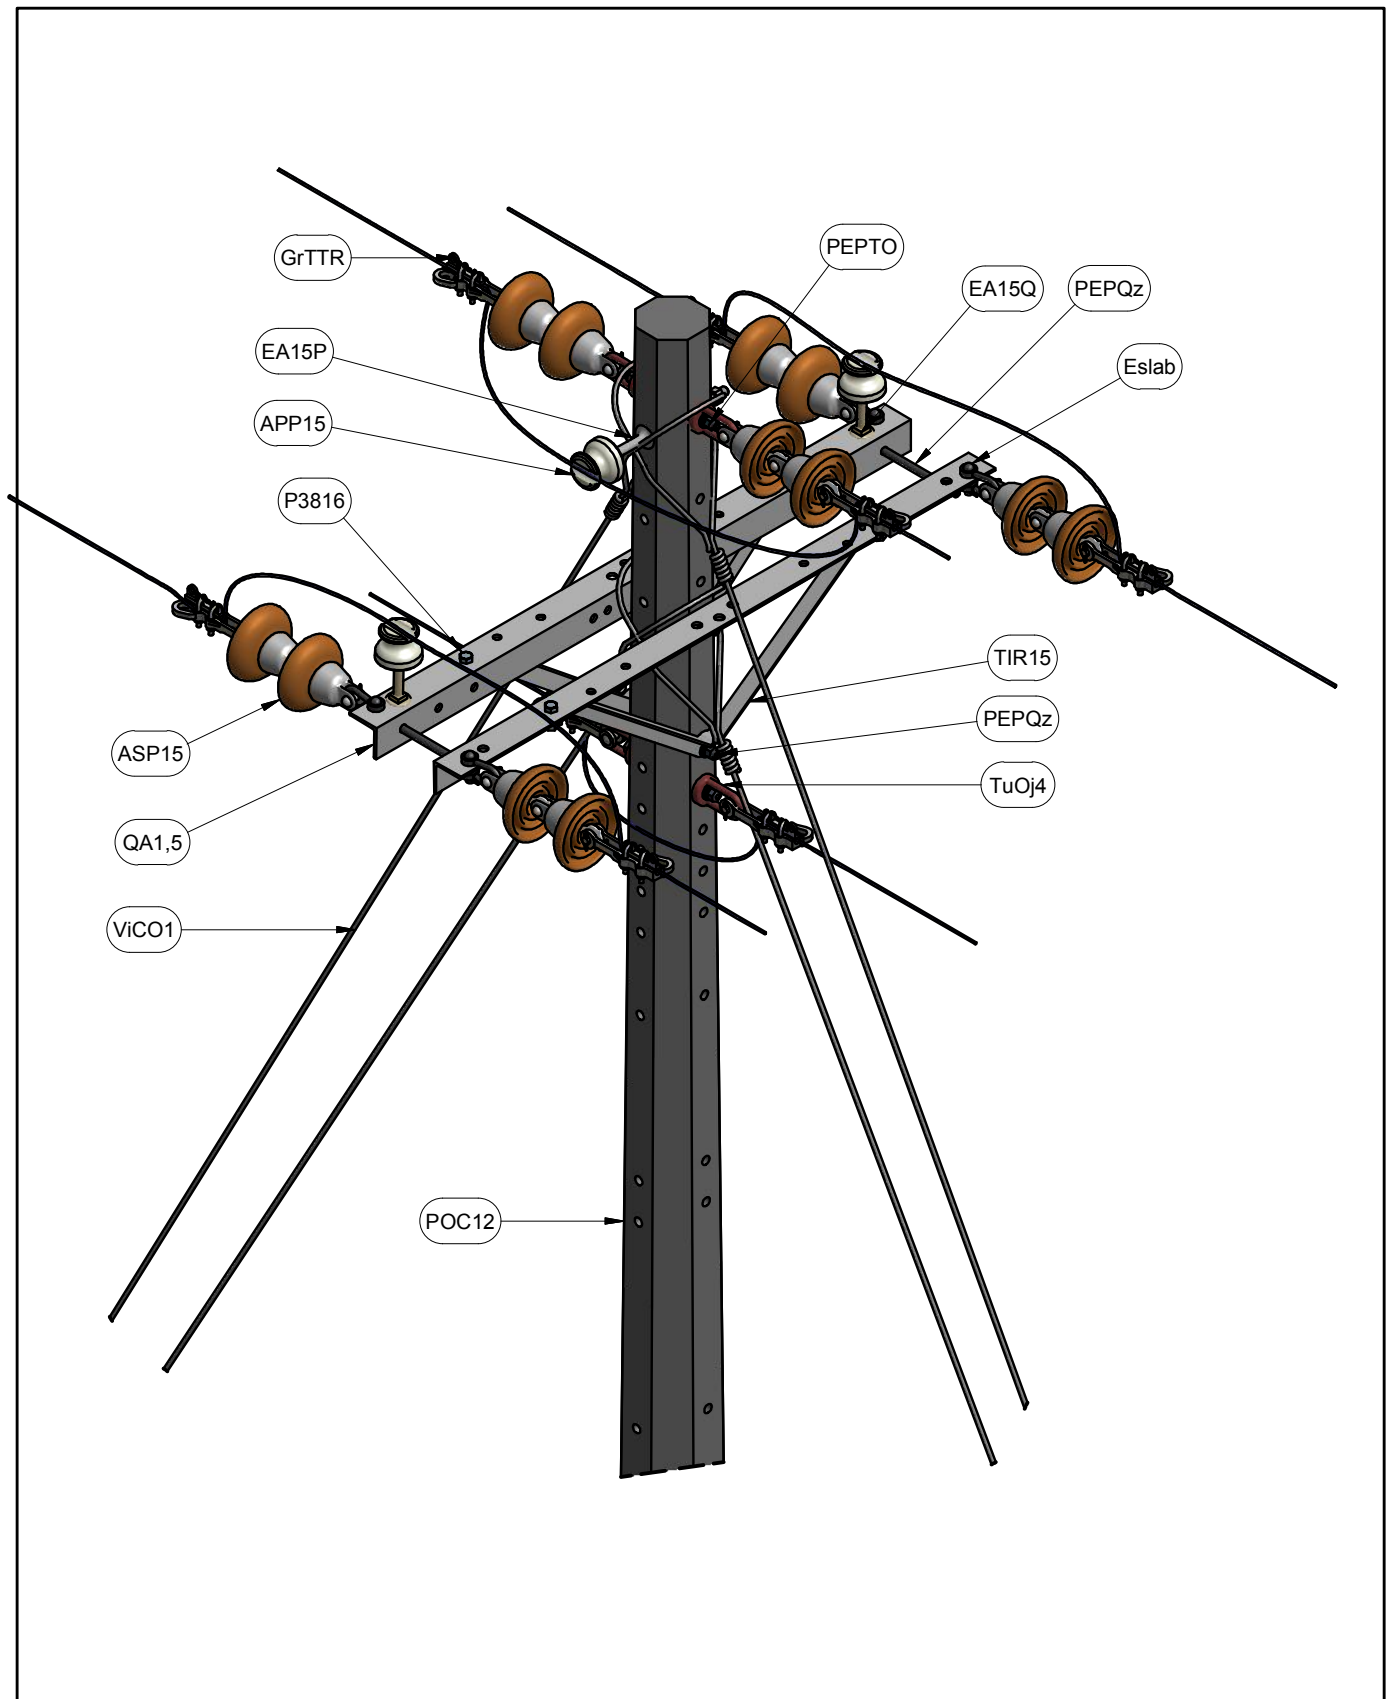 PEPTO
GrTTR
EA15Q
PEPQz
EA15P
Eslab
APP15
P3816
TIR15
PEPQz
ASP15
TuOj4
QA1,5
ViCO1
POC12